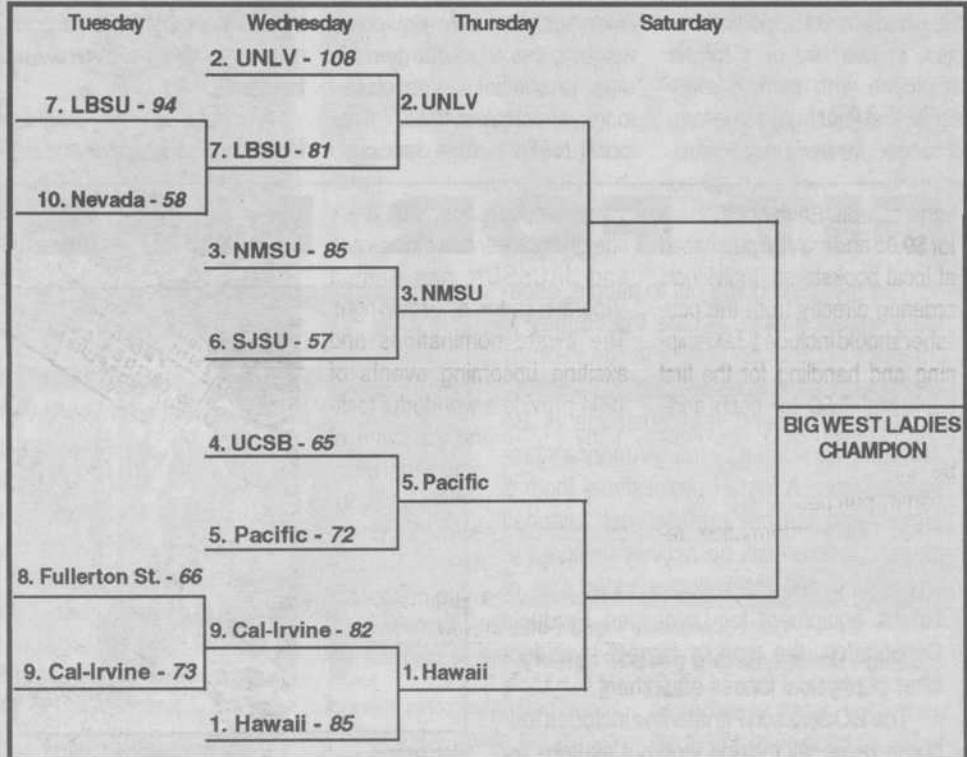 Tuesday Wednesday Thursday Saturday
2. UNLV - 108
7. LBSU - 94
2. UNLV
7. LBSU - 81
10. Nevada - 58
3. NMSU - 85
3. NMSU
6. SJSU - 57
BIG WEST LADIES
CHAMPION
4. UCSB - 65
5. Pacific
5. Pacific - 72
8. Fullerton St. - 66
9. Cal-Irvine - 82
9. Cal-Irvine - 73
1. Hawaii
1. Hawaii - 85